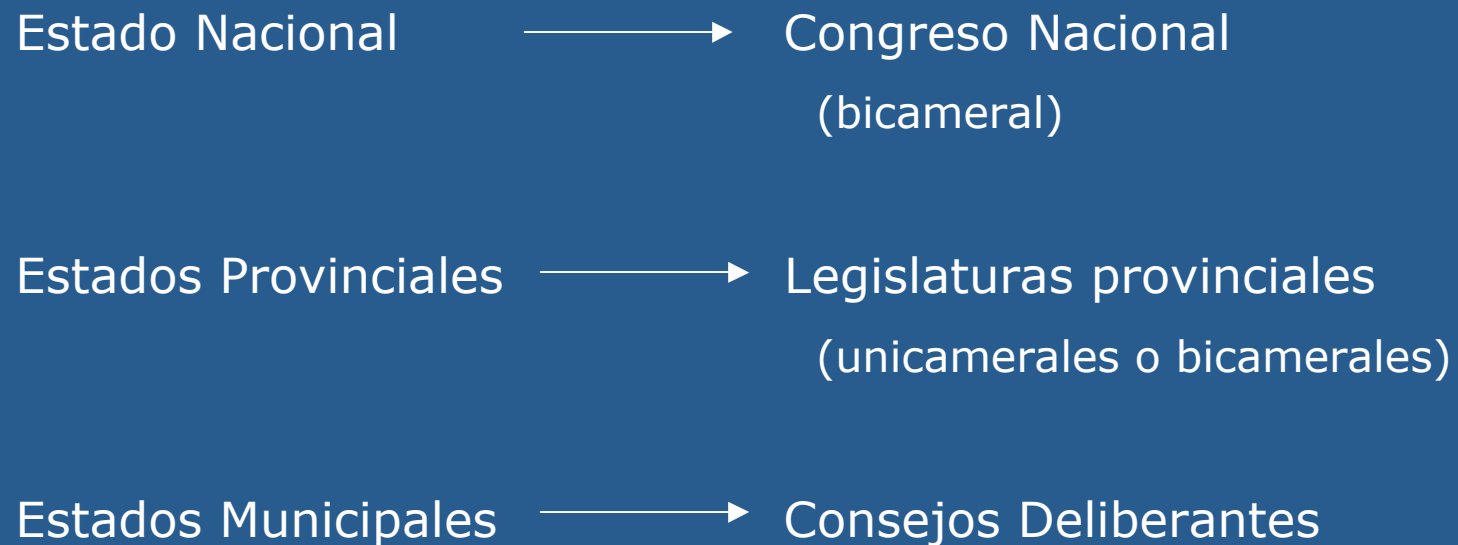 Estado Nacional Congreso Nacional
(bicameral)
Estados Provinciales Legislaturas provinciales
(unicamerales o bicamerales)
Estados Municipales Consejos Deliberantes